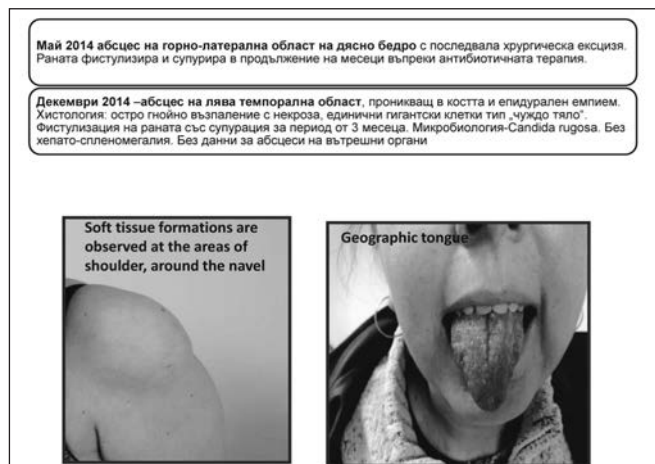 Май 2014 абсцес на горно-латерална област на дясно бедро с последвала хрургическа ексцизя.
Раната фистулизира и супурира в продължение на месеци въпреки антибиотичната терапия.
Декември 2014 –абсцес на лява темпорална област, проникващ в костта и епидурален емпием.
Хистология: остро гнойно възпаление с некроза, единични гигантски клетки тип „чуждо тяло".
Фистулизация на раната със супурация за период от 3 месеца. Микробиология-Candida rugosa. Без
хепато-спленомегалия. Без данни за абсцеси на вътрешни органи
Soft tissue formations are
observed at the areas of
shoulder, around the navel
Geographic tongue